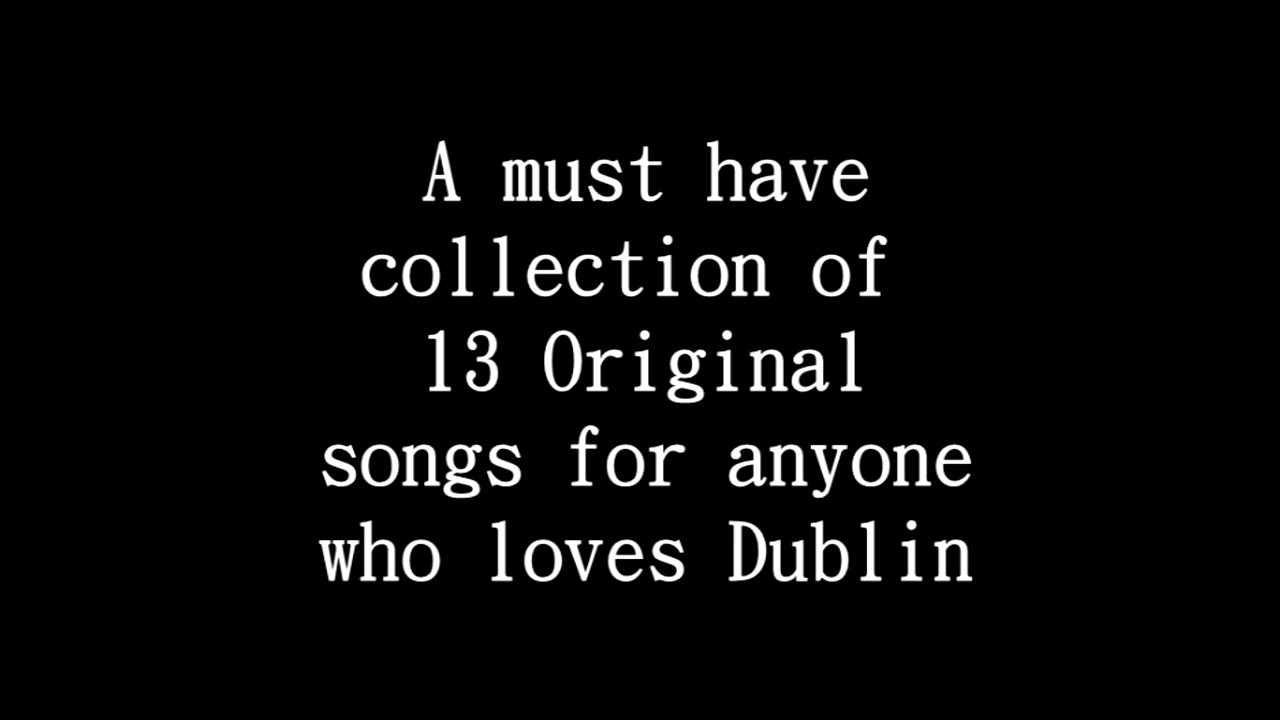 A must have
collection of
13 Original
songs for anyone
who loves Dublin